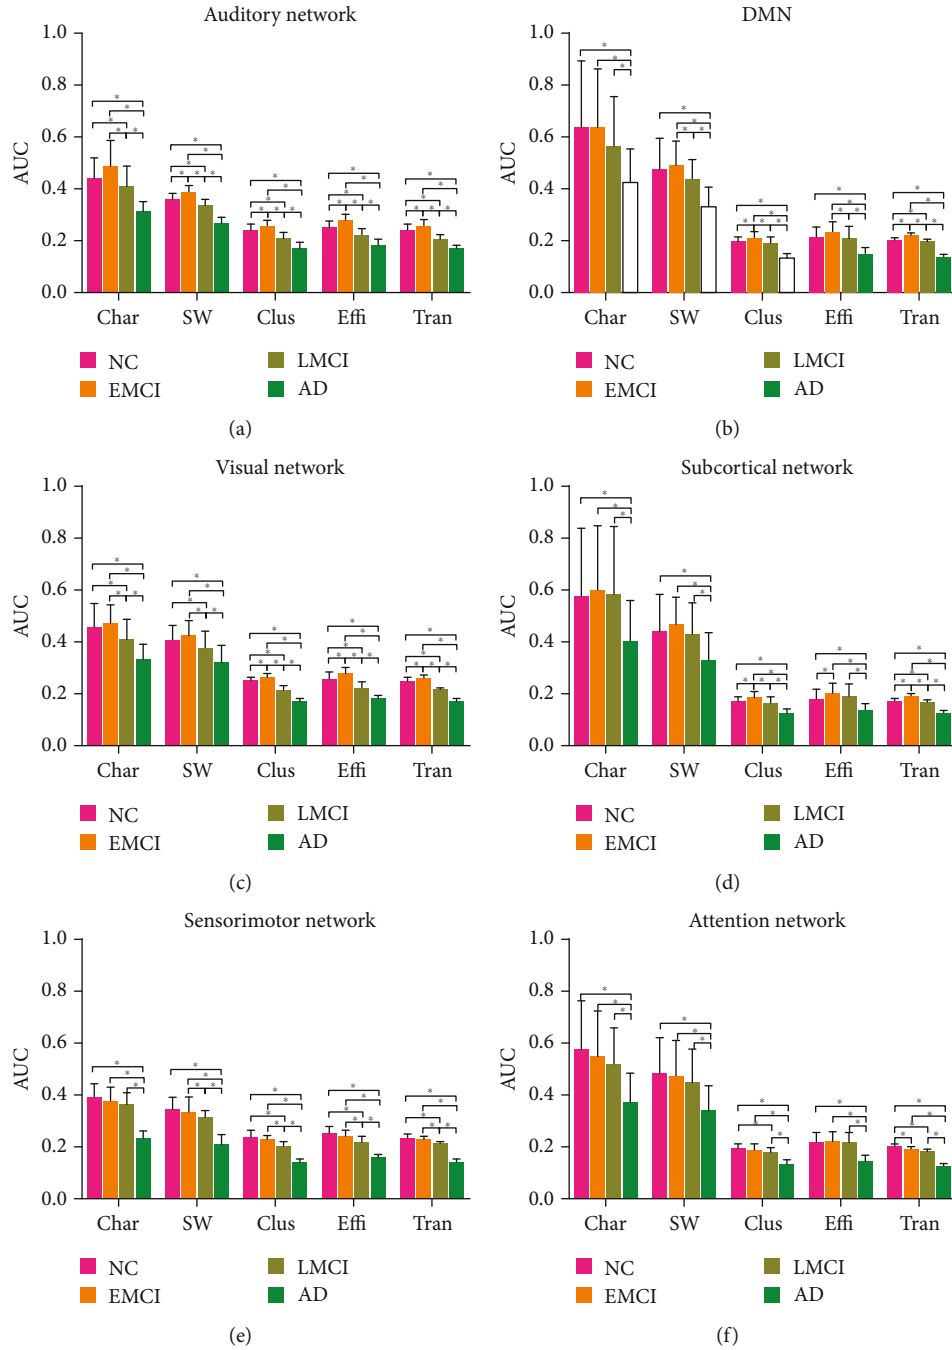 Auditory network
AUC
1.0
0.8
0.6
0.4
0.2
0.0
Char SW Clus Effi Tran
NC LMCI
EMCI AD
(a)
DMN
AUC
1.0
0.8
0.6
0.4
0.2
0.0
Char SW Clus Effi Tran
NC LMCI
EMCI AD
(b)
Visual network
AUC
1.0
0.8
0.6
0.4
0.2
0.0
Char SW Clus Effi Tran
NC LMCI
EMCI AD
(c)
Subcortical network
AUC
1.0
0.8
0.6
0.4
0.2
0.0
Char SW Clus Effi Tran
NC LMCI
EMCI AD
(d)
Sensorimotor network
AUC
1.0
0.8
0.6
0.4
0.2
0.0
Char SW Clus Effi Tran
NC LMCI
EMCI AD
(e)
Attention network
AUC
1.0
0.8
0.6
0.4
0.2
0.0
Char SW Clus Effi Tran
NC LMCI
EMCI AD
(f)